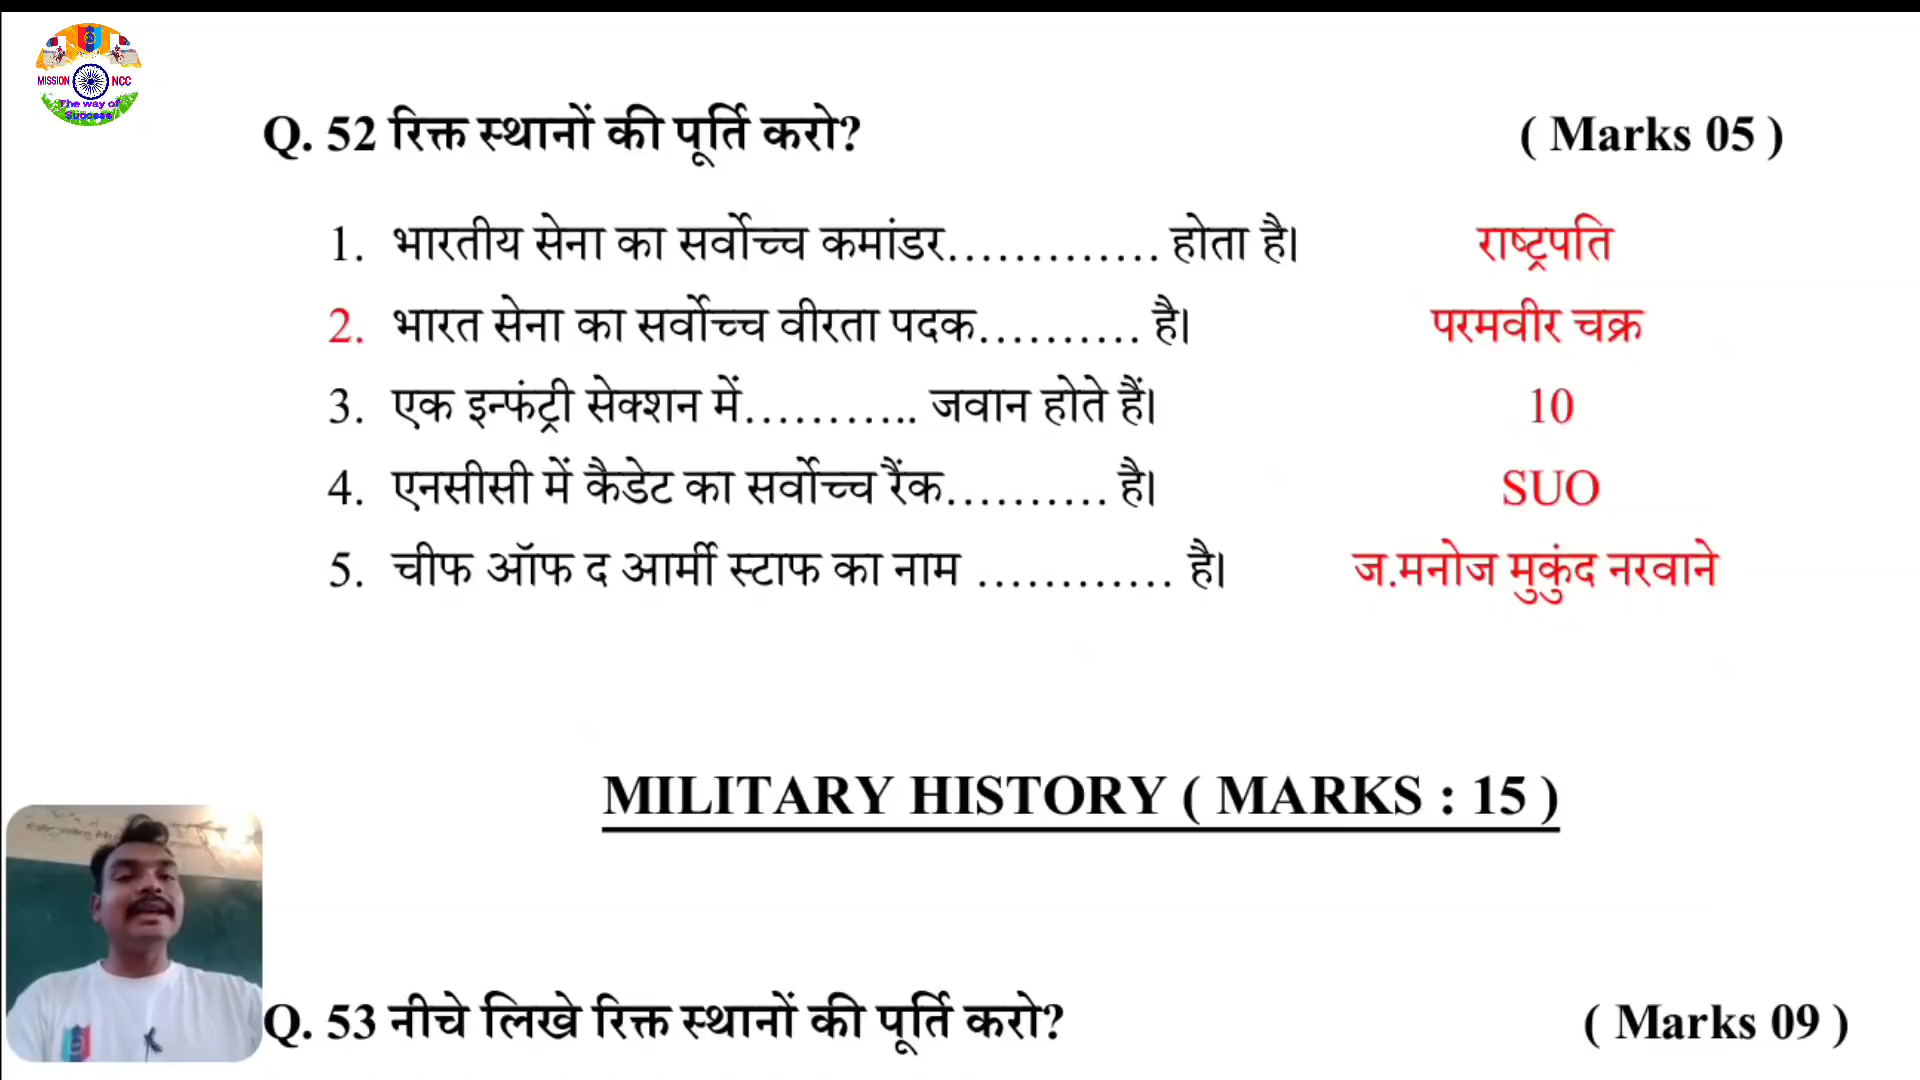 MISSION NCC
The way of
Success
Q. 52 रिक्त स्थानों की पूर्ति करो? ( Marks 05 )
1. भारतीय सेना का सर्वोच्च कमांडर............. होता है। राष्ट्रपति
2. भारत सेना का सर्वोच्च वीरता पदक.......... है। परमवीर चक्र
3. एक इन्फंट्री सेक्शन में........... जवान होते हैं। 10
4. एनसीसी में कैडेट का सर्वोच्च रैंक.......... है। SUO
5. चीफ ऑफ द आर्मी स्टाफ का नाम ............ है। ज.मनोज मुकुंद नरवाने
MILITARY HISTORY ( MARKS : 15 )
Q. 53 नीचे लिखे रिक्त स्थानों की पूर्ति करो? ( Marks 09 )